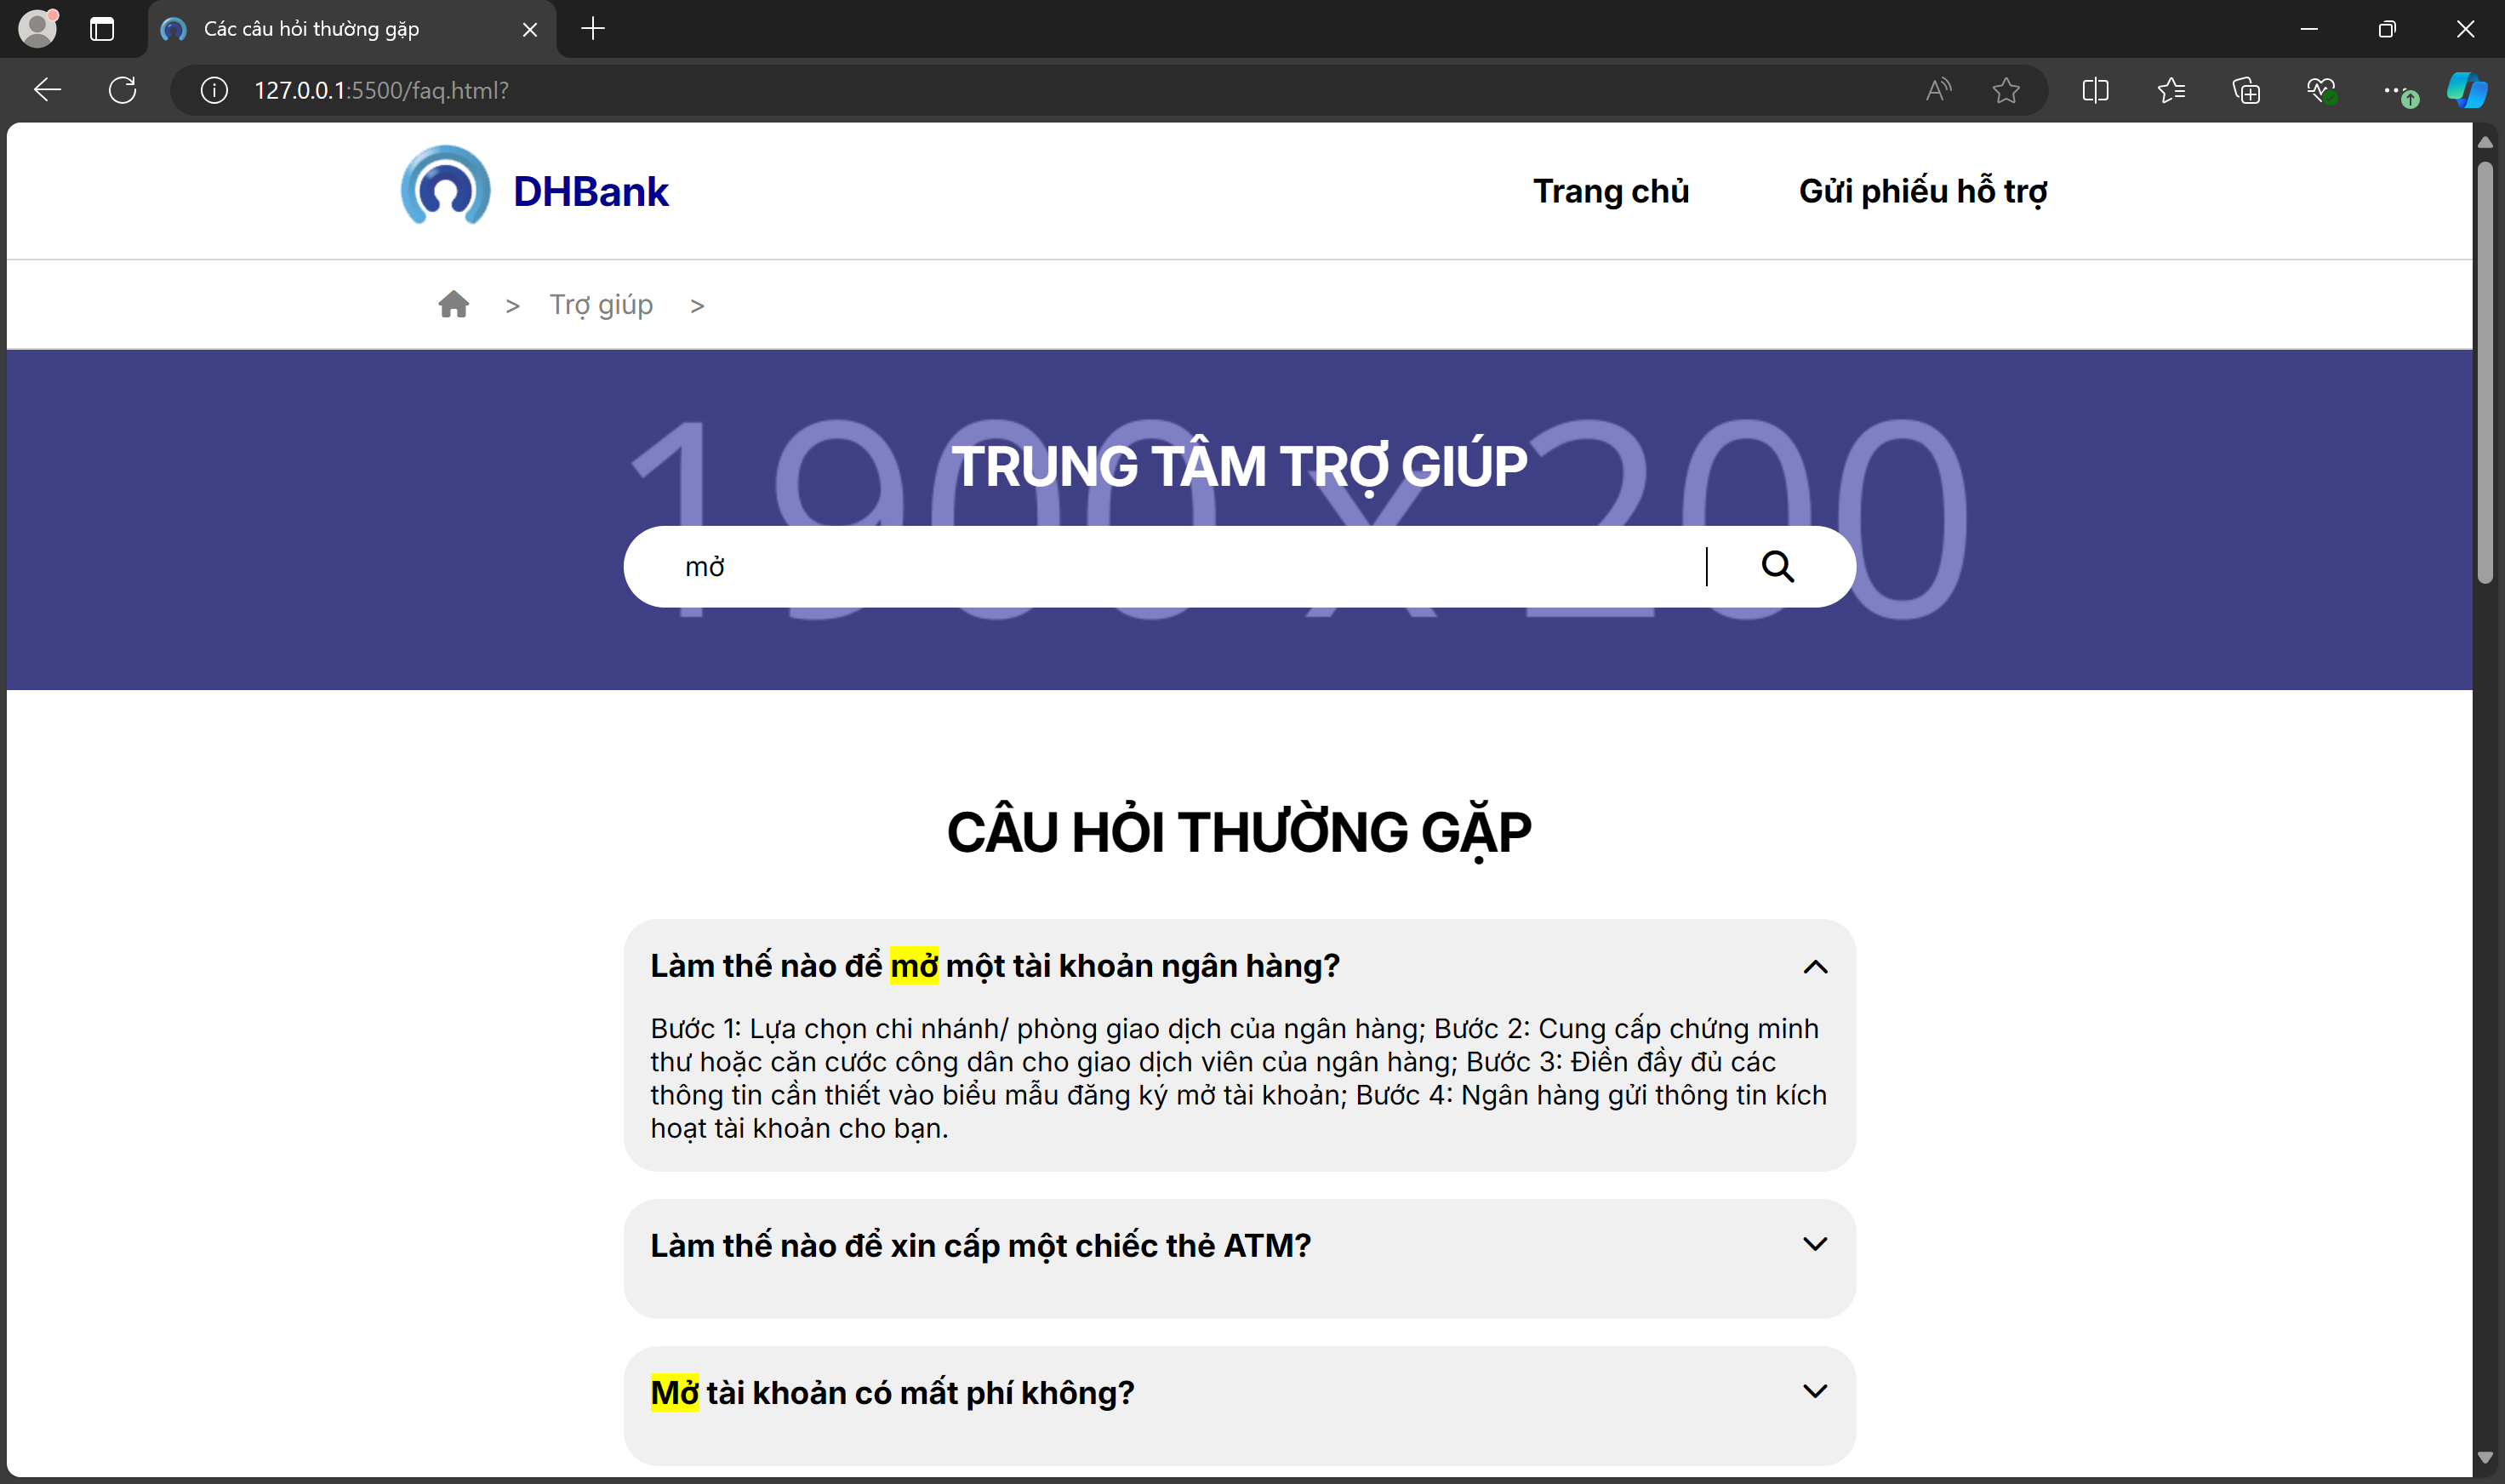 Các câu hỏi thường gặp
127.0.0.1:5500/faq.html?
DHBank
Trang chủ
Gửi phiếu hỗ trợ
> Trợ giúp >
1900 x 200
TRUNG TÂM TRỢ GIÚP
mở
CÂU HỎI THƯỜNG GẶP
Làm thế nào để mở một tài khoản ngân hàng?
Bước 1: Lựa chọn chi nhánh/ phòng giao dịch của ngân hàng; Bước 2: Cung cấp chứng minh
thư hoặc căn cước công dân cho giao dịch viên của ngân hàng; Bước 3: Điền đầy đủ các
thông tin cần thiết vào biểu mẫu đăng ký mở tài khoản; Bước 4: Ngân hàng gửi thông tin kích
hoạt tài khoản cho bạn.
Làm thế nào để xin cấp một chiếc thẻ ATM?
Mở tài khoản có mất phí không?